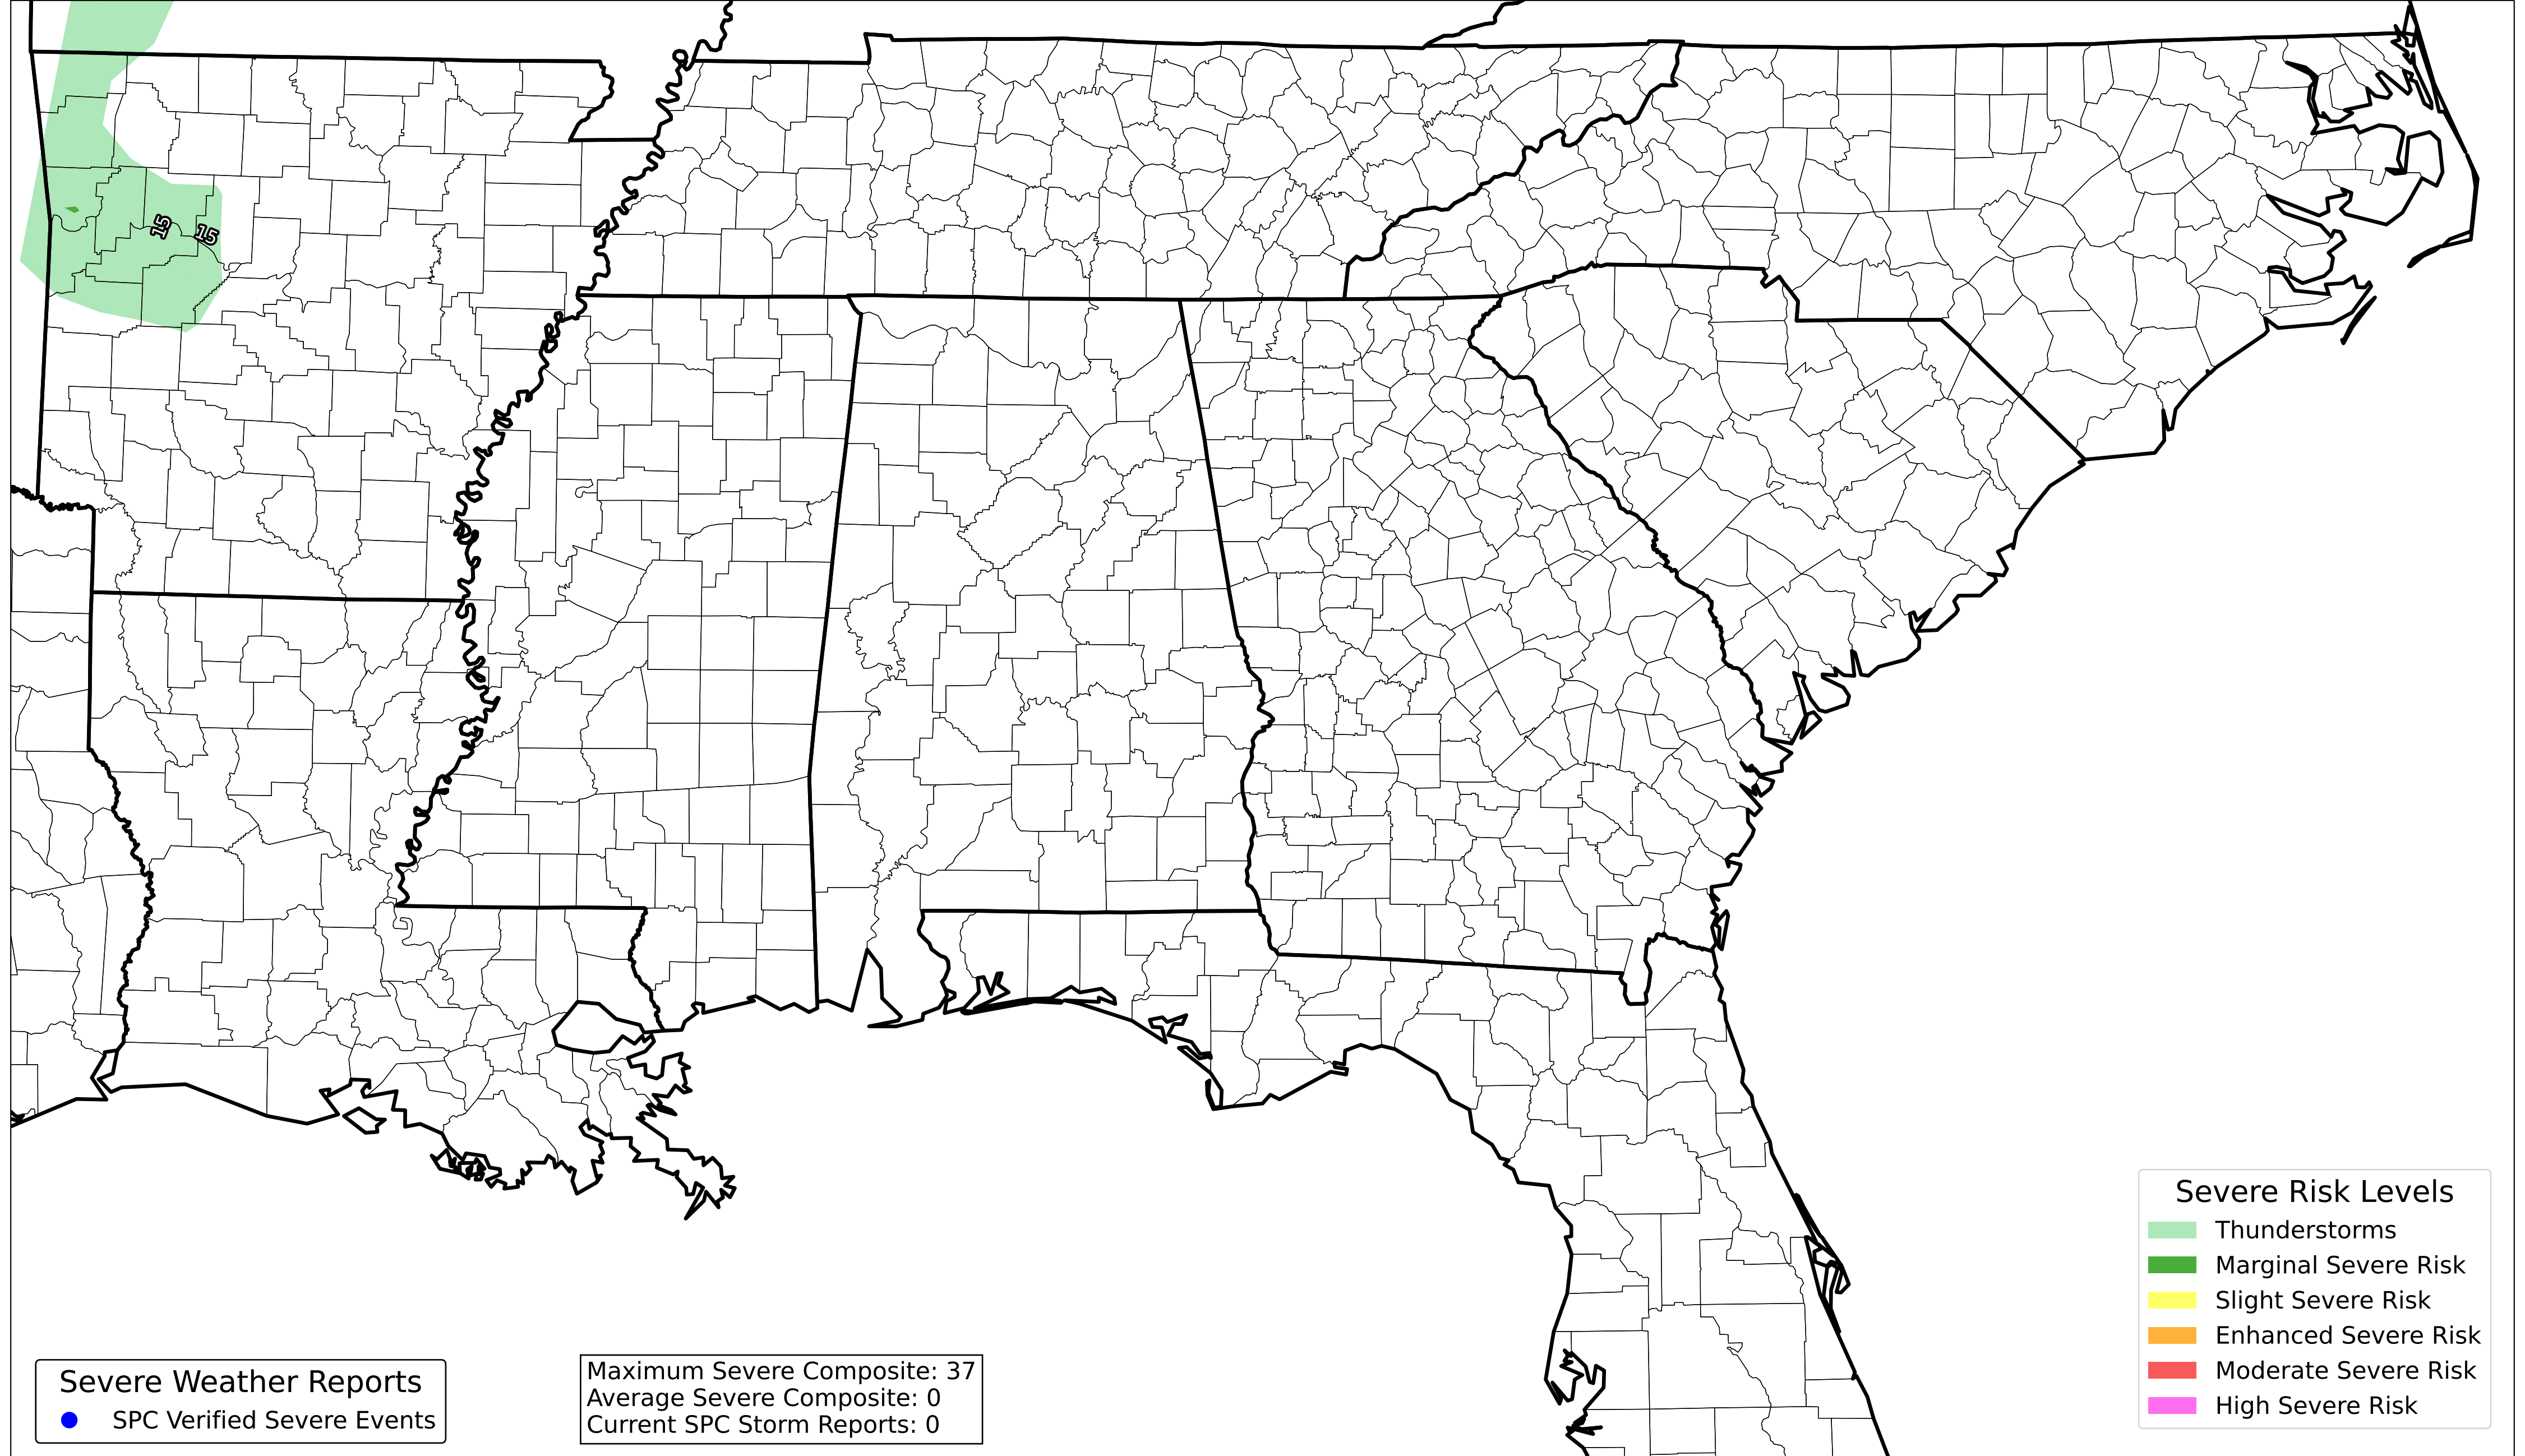 15
15
Severe Risk Levels
Thunderstorms
Marginal Severe Risk
Slight Severe Risk
Enhanced Severe Risk
Moderate Severe Risk
High Severe Risk
Severe Weather Reports
SPC Verified Severe Events
Maximum Severe Composite: 37
Average Severe Composite: 0
Current SPC Storm Reports: 0